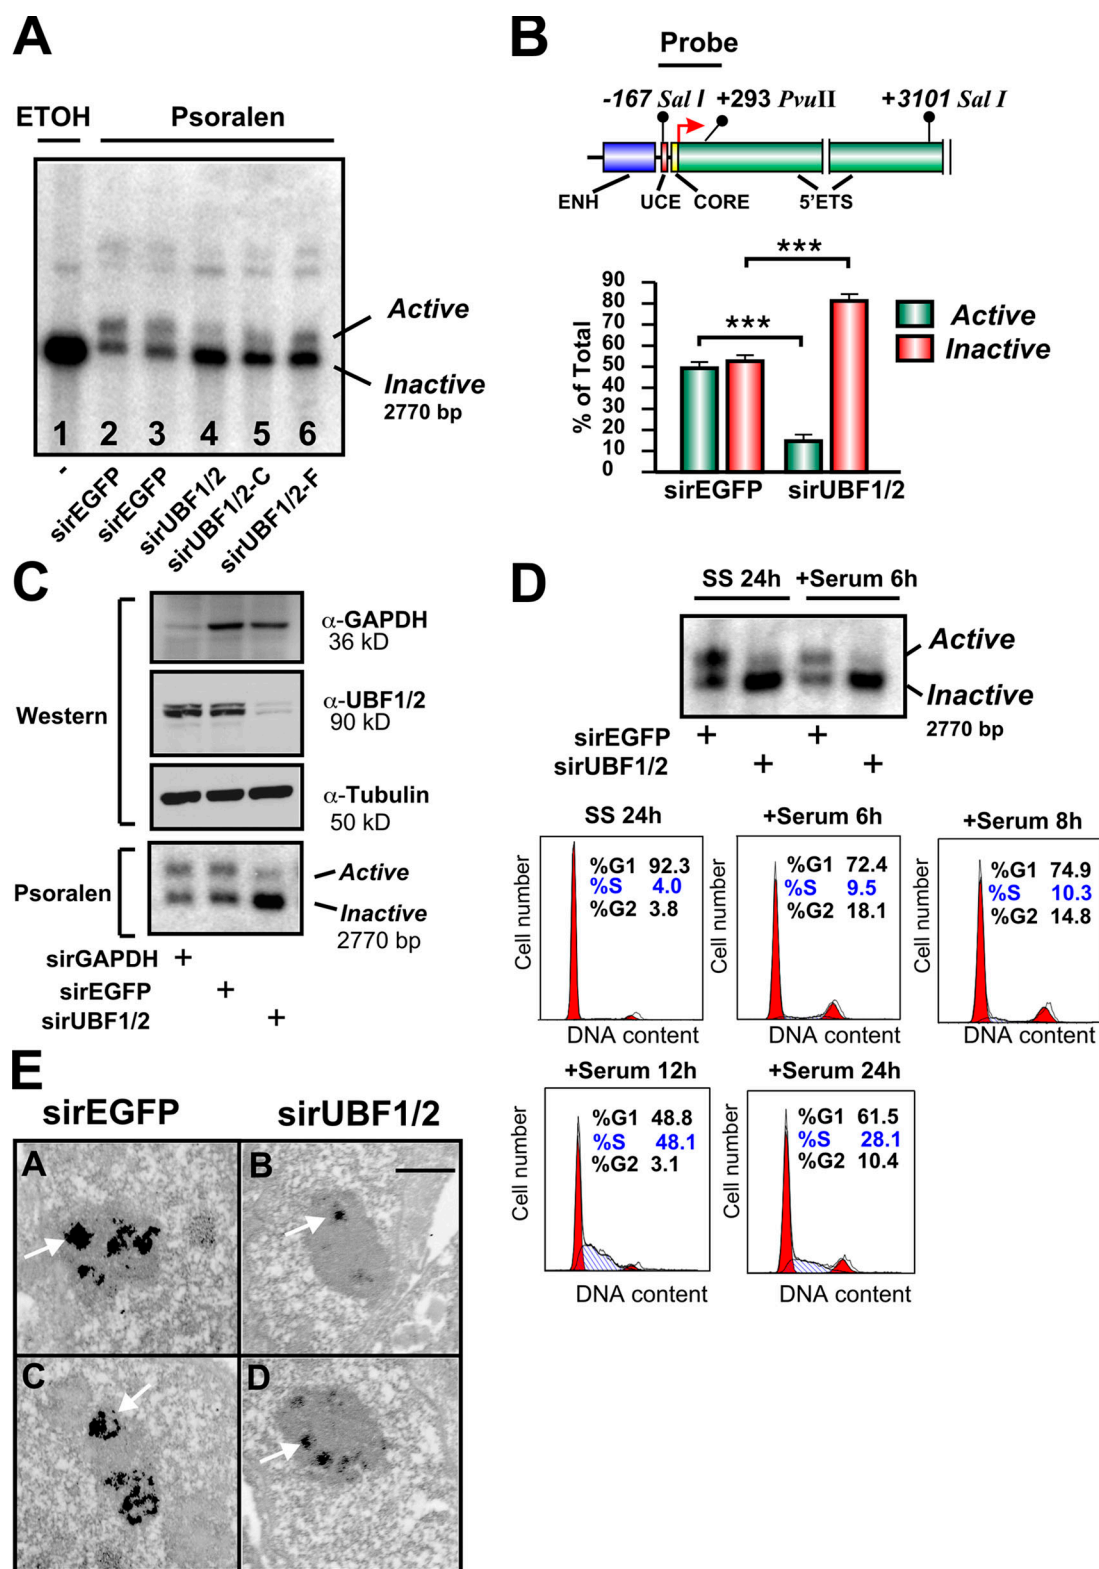 A
ETOH Psoralen
Active
Inactive
2770 bp
1 2 3 4 5 6
-
sirEGFP
sirEGFP
sirUBF1/2
sirUBF1/2-C
sirUBF1/2-F
B
Probe
-167 Sal I +293 PvuII +3101 Sal I
ENH UCE CORE 5'ETS
% of Total
90
80
70
60
50
40
30
20
10
0
***
***
Active
Inactive
sirEGFP sirUBF1/2
C
Western
α-GAPDH
36 kD
α-UBF1/2
90 kD
α-Tubulin
50 kD
Psoralen
Active
Inactive
2770 bp
sirGAPDH +
sirEGFP +
sirUBF1/2 +
D
SS 24h +Serum 6h
Active
Inactive
2770 bp
sirEGFP + +
sirUBF1/2 + +
SS 24h
%G1 92.3
%S 4.0
%G2 3.8
Cell number
DNA content
+Serum 6h
%G1 72.4
%S 9.5
%G2 18.1
Cell number
DNA content
+Serum 8h
%G1 74.9
%S 10.3
%G2 14.8
Cell number
DNA content
+Serum 12h
%G1 48.8
%S 48.1
%G2 3.1
Cell number
DNA content
+Serum 24h
%G1 61.5
%S 28.1
%G2 10.4
Cell number
DNA content
E
sirEGFP sirUBF1/2
A B
C D